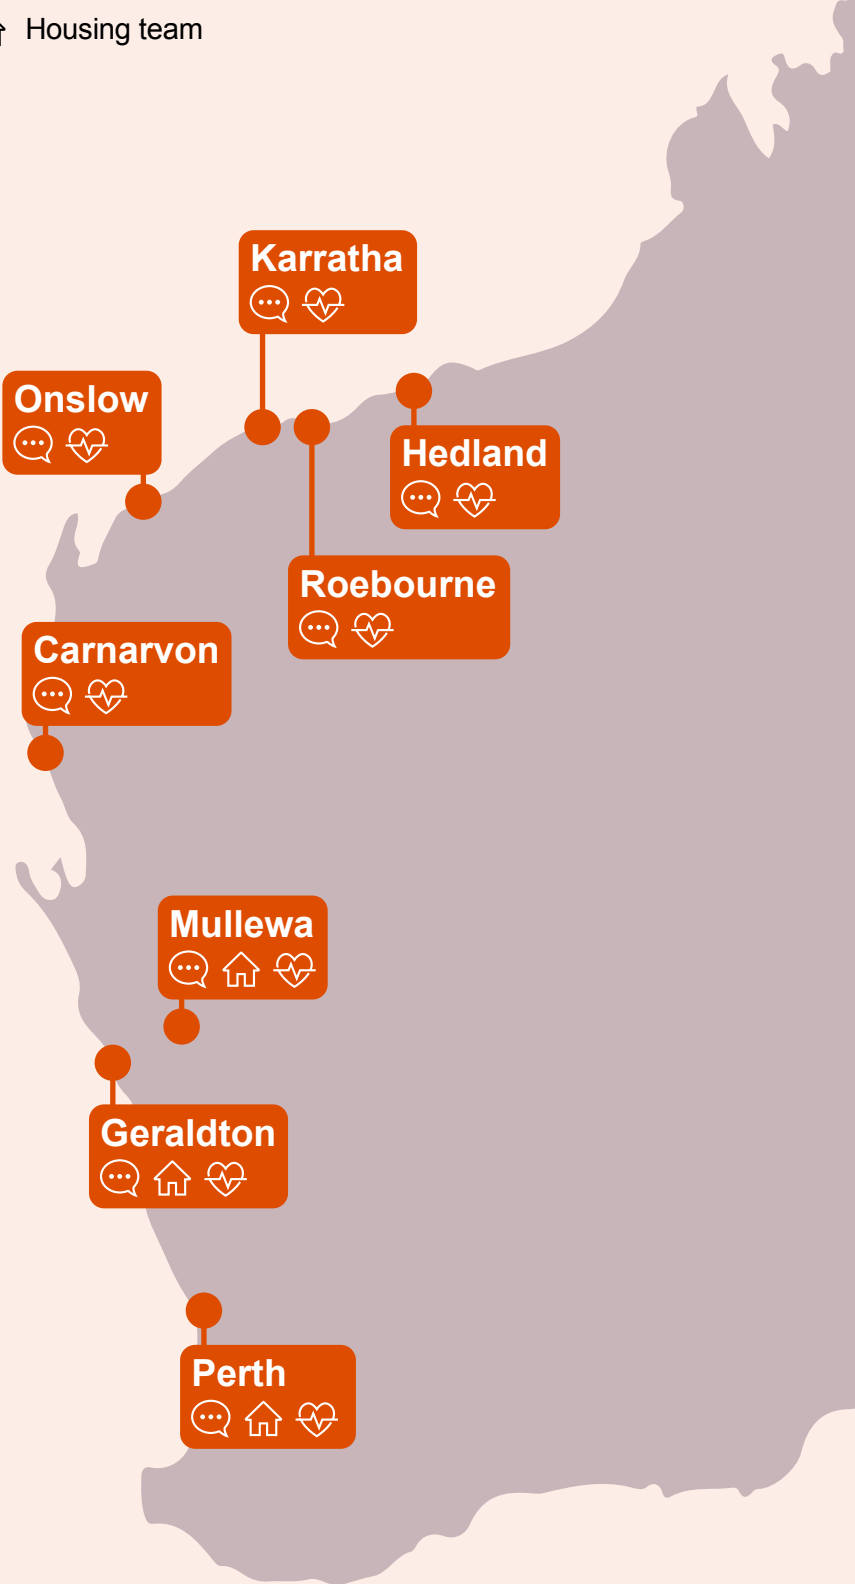 Housing team
Karratha
Onslow
Hedland
Roebourne
Carnarvon
Mullewa
Geraldton
Perth